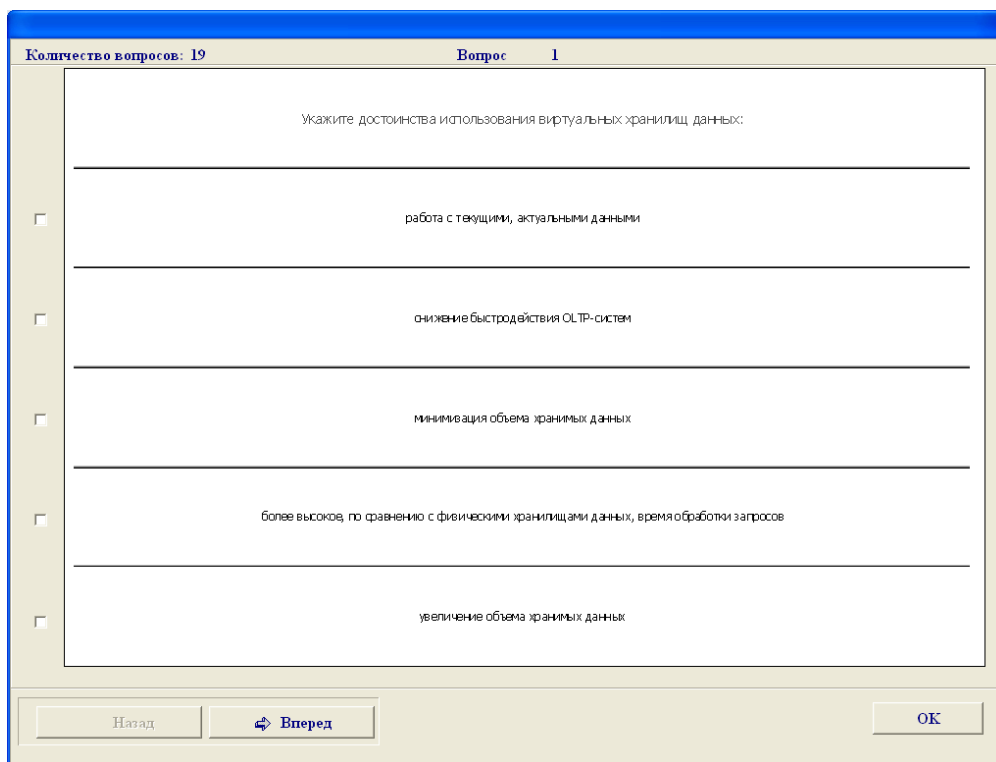 Количество вопросов: 19 Вопрос 1
Укажите достоинства использования виртуальных хранилищ данных:
работа с текущими, актуальными данными
снижение быстродействия OLTP-систем
минимизация объема хранимых данных
более высокое, по сравнению с физическими хранилищами данных, время обработки запросов
увеличение объема хранимых данных
Назад Вперед OK